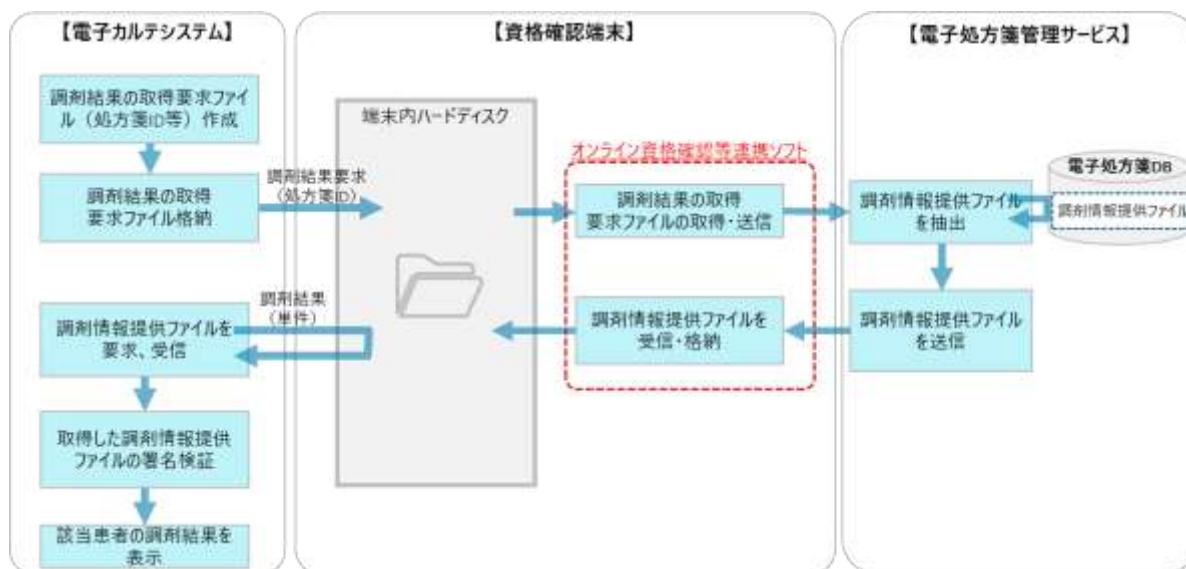 【電子カルテシステム】
調剤結果の取得要求ファイ
ル（処方箋ID等）作成
調剤結果の取得
要求ファイル格納
調剤情報提供ファイルを
要求、受信
取得した調剤情報提供
ファイルの署名検証
該当患者の調剤結果を
表示
調剤結果要求
（処方箋ID）
調剤結果
（単件）
【資格確認端末】
端末内ハードディスク
オンライン資格確認等連携ソフト
調剤結果の取得
要求ファイルの取得・送信
調剤情報提供ファイルを
受信・格納
【電子処方箋管理サービス】
調剤情報提供ファイル
を抽出
調剤情報提供ファイル
を送信
電子処方箋DB
調剤情報提供ファイル